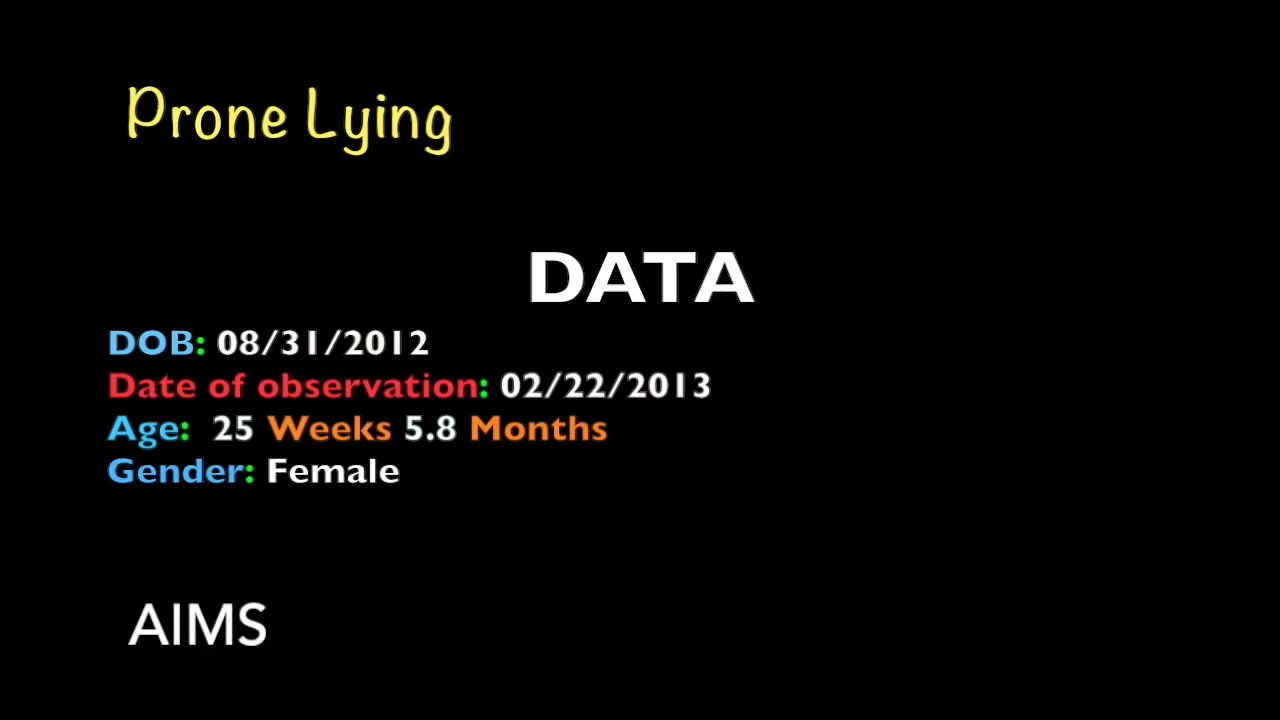 Prone Lying
DATA
DOB: 08/31/2012
Date of observation: 02/22/2013
Age: 25 Weeks 5.8 Months
Gender: Female
AIMS